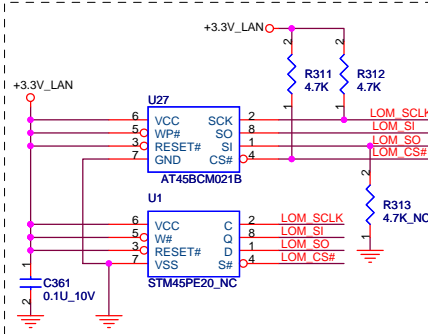 +3.3V_LAN
2 2
R311 R312
4.7K 4.7K
+3.3V_LAN
1 1
U27
6 VCC SCK 2 LOM_SCLK
5 WP# SO 8 LOM_SI
3 RESET# SI 1 LOM_SO
7 GND CS# 4 LOM_CS#
AT45BCM021B
2
R313
4.7K_NC
1
U1
6 VCC C 2 LOM_SCLK
5 W# Q 8 LOM_SI
3 RESET# D 1 LOM_SO
7 VSS S# 4 LOM_CS#
STM45PE20_NC
1
C361
0.1U_10V
2